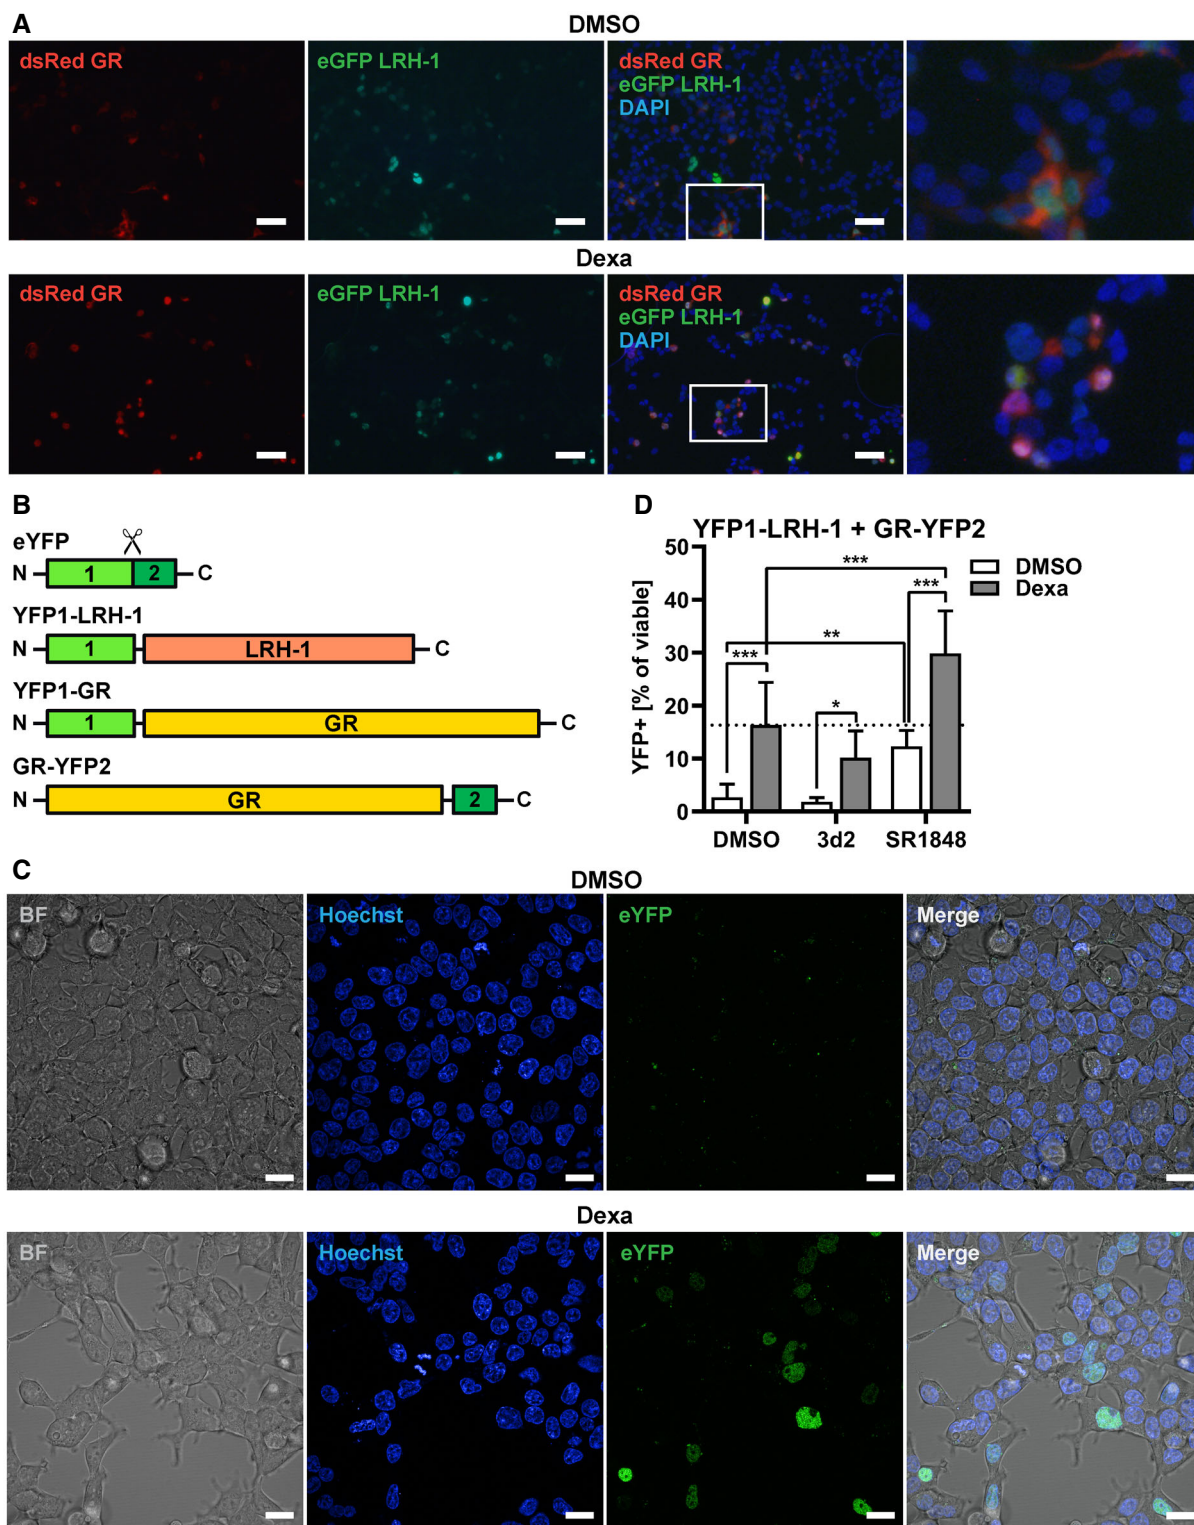 A
DMSO
dsRed GR
eGFP LRH-1
dsRed GR
eGFP LRH-1
DAPI
Dexa
dsRed GR
eGFP LRH-1
dsRed GR
eGFP LRH-1
DAPI
B
eYFP
N
1
2
C
YFP1-LRH-1
N
1
LRH-1
C
YFP1-GR
N
1
GR
C
GR-YFP2
N
GR
2
C
D
YFP1-LRH-1 + GR-YFP2
YFP+ [% of viable]
50
40
30
20
10
0
***
***
**
***
*
DMSO
Dexa
DMSO
3d2
SR1848
C
DMSO
BF
Hoechst
eYFP
Merge
Dexa
BF
Hoechst
eYFP
Merge